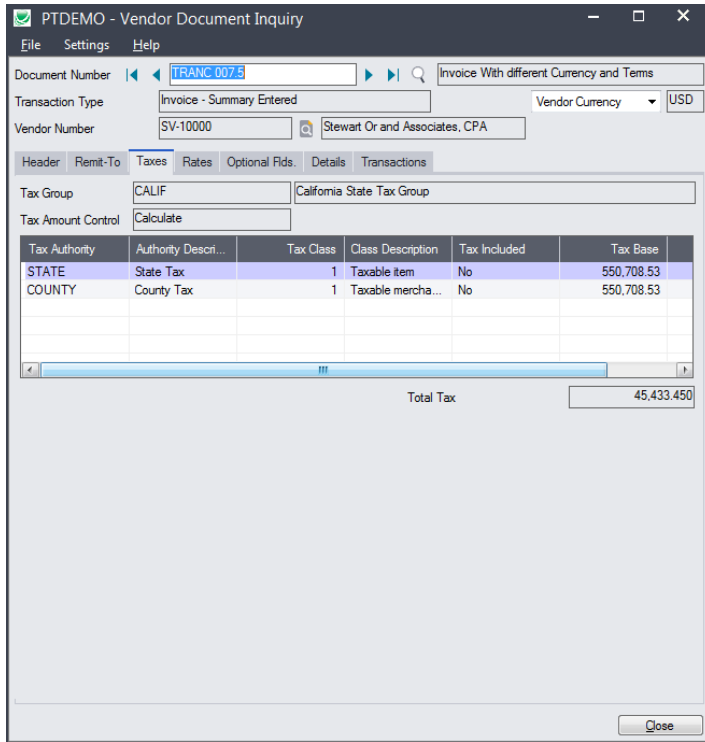 PTDEMO - Vendor Document Inquiry
File Settings Help
Document Number TRANC 007.5 Invoice With different Currency and Terms
Transaction Type Invoice - Summary Entered Vendor Currency USD
Vendor Number SV-10000 Stewart Or and Associates, CPA
Header Remit-To Taxes Rates Optional Flds. Details Transactions
Tax Group CALIF California State Tax Group
Tax Amount Control Calculate
Tax Authority Authority Descri... Tax Class Class Description Tax Included Tax Base
STATE State Tax 1 Taxable item No 550,708.53
COUNTY County Tax 1 Taxable mercha... No 550,708.53
Total Tax 45,433.450
Close